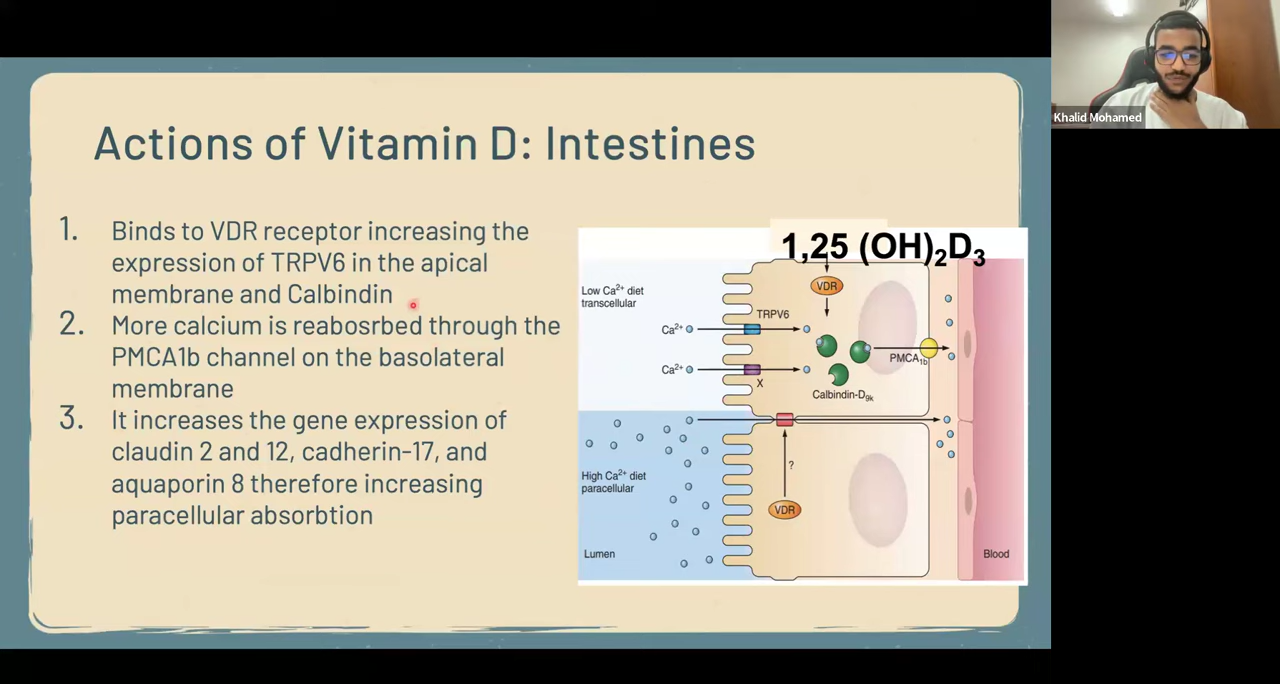 Khalid Mohamed
Actions of Vitamin D: Intestines
1. Binds to VDR receptor increasing the
expression of TRPV6 in the apical
membrane and Calbindin
2. More calcium is reabosrbed through the
PMCA1b channel on the basolateral
membrane
3. It increases the gene expression of
claudin 2 and 12, cadherin-17, and
aquaporin 8 therefore increasing
paracellular absorbtion
1,25 (OH)₂D₃
Low Ca²⁺ diet
transcellular
VDR
TRPV6
Ca²⁺
PMCA₁b
Ca²⁺
X
Calbindin-D₉k
High Ca²⁺ diet
paracellular
?
VDR
Lumen
Blood